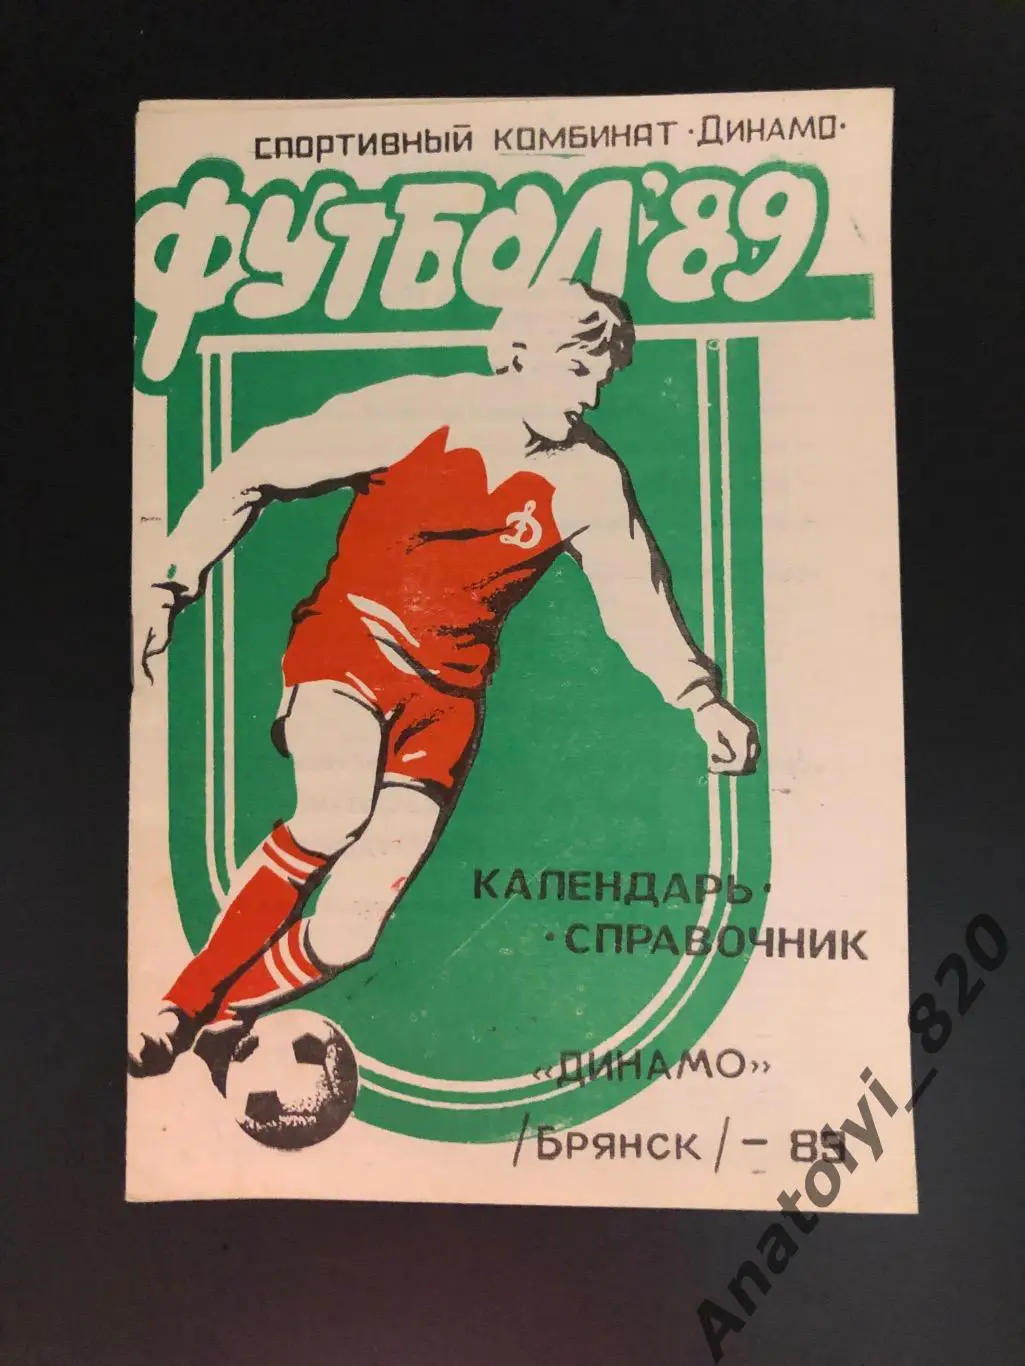 СПОРТИВНЫЙ КОМБИНАТ ·ДИНАМО·
ФУТБОЛ'89
Д
КАЛЕНДАРЬ·
·СПРАВОЧНИК
«ДИНАМО»
/БРЯНСК/ - 89
Anatolyi_820